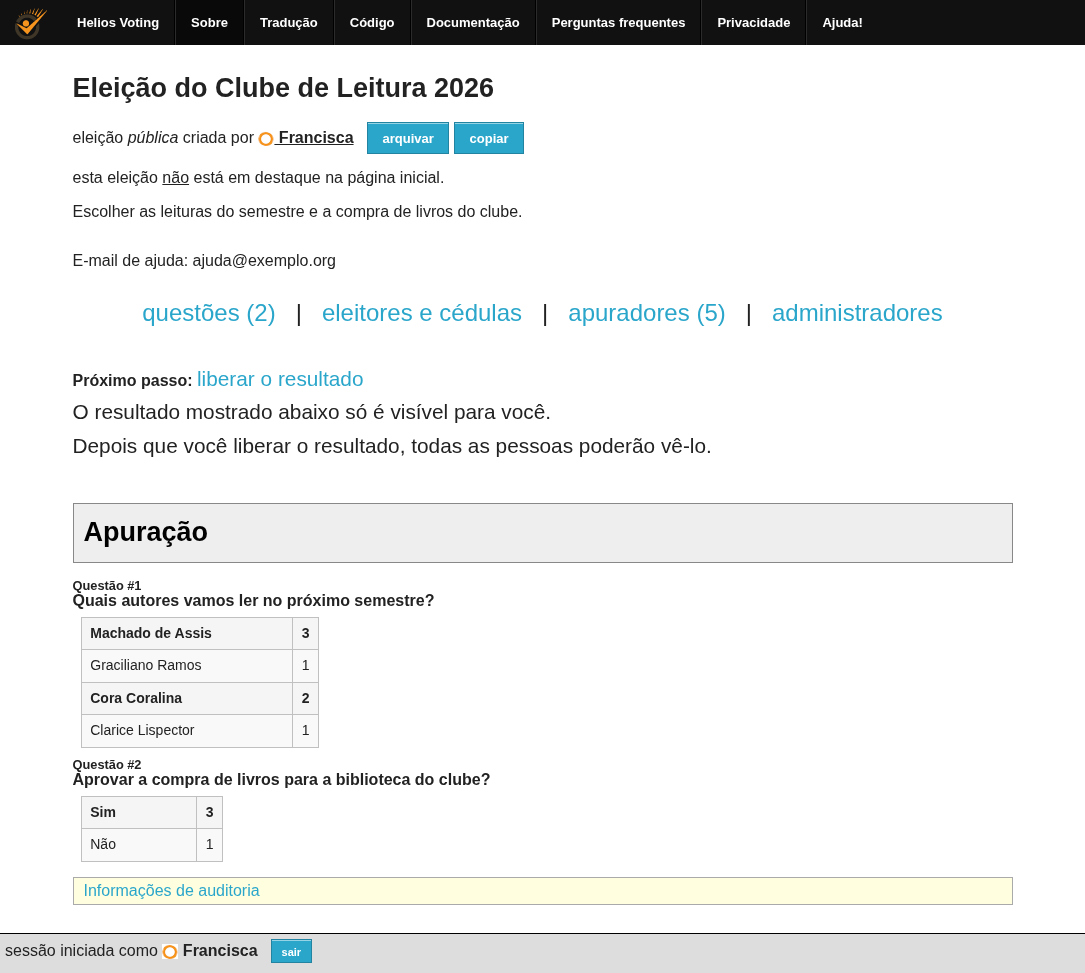 Helios Voting Sobre Tradução Código Documentação Perguntas frequentes Privacidade Ajuda!
Eleição do Clube de Leitura 2026
eleição pública criada por Francisca arquivar copiar
esta eleição não está em destaque na página inicial.
Escolher as leituras do semestre e a compra de livros do clube.
E-mail de ajuda: ajuda@exemplo.org
questões (2) | eleitores e cédulas | apuradores (5) | administradores
Próximo passo: liberar o resultado
O resultado mostrado abaixo só é visível para você.
Depois que você liberar o resultado, todas as pessoas poderão vê-lo.
Apuração
Questão #1
Quais autores vamos ler no próximo semestre?
Machado de Assis 3
Graciliano Ramos 1
Cora Coralina 2
Clarice Lispector 1
Questão #2
Aprovar a compra de livros para a biblioteca do clube?
Sim 3
Não 1
Informações de auditoria
sessão iniciada como Francisca sair